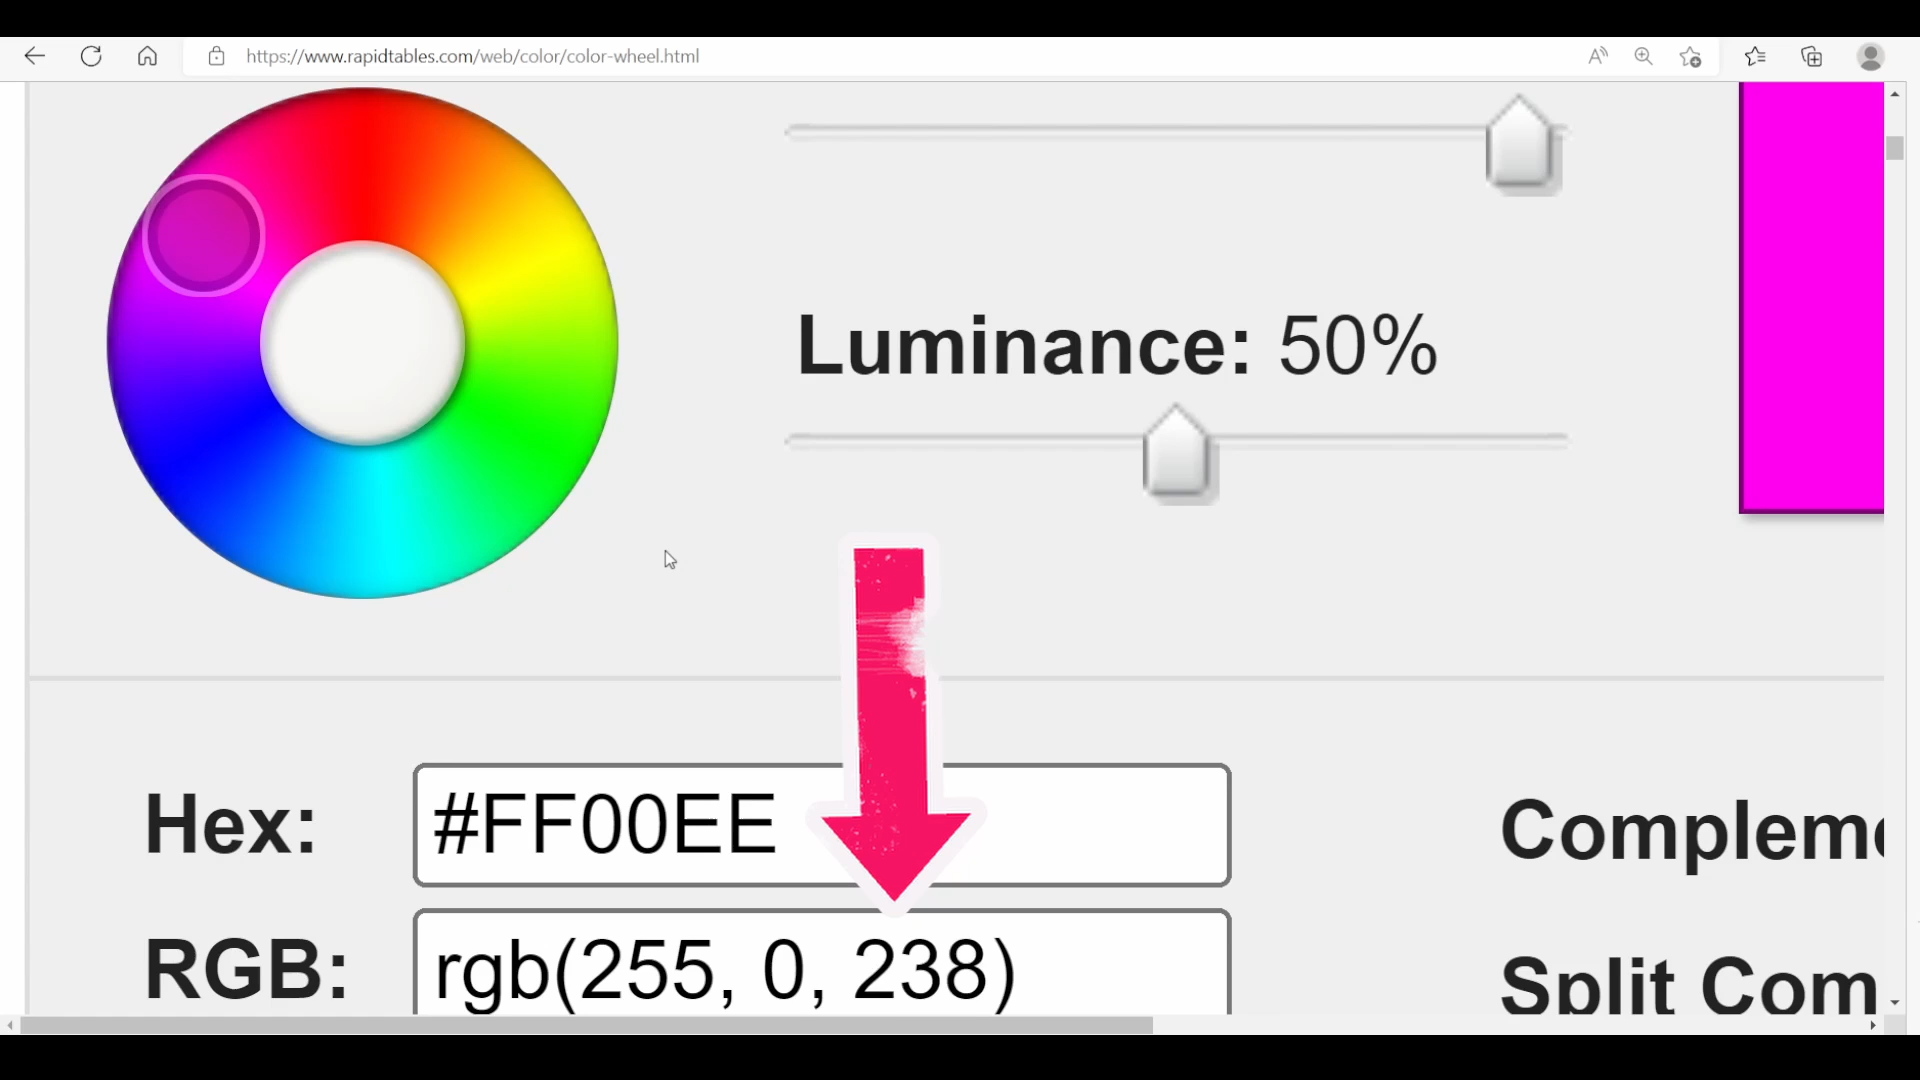 https://www.rapidtables.com/web/color/color-wheel.html
Luminance: 50%
Hex: #FF00EE
Compleme
RGB: rgb(255, 0, 238)
Split Com